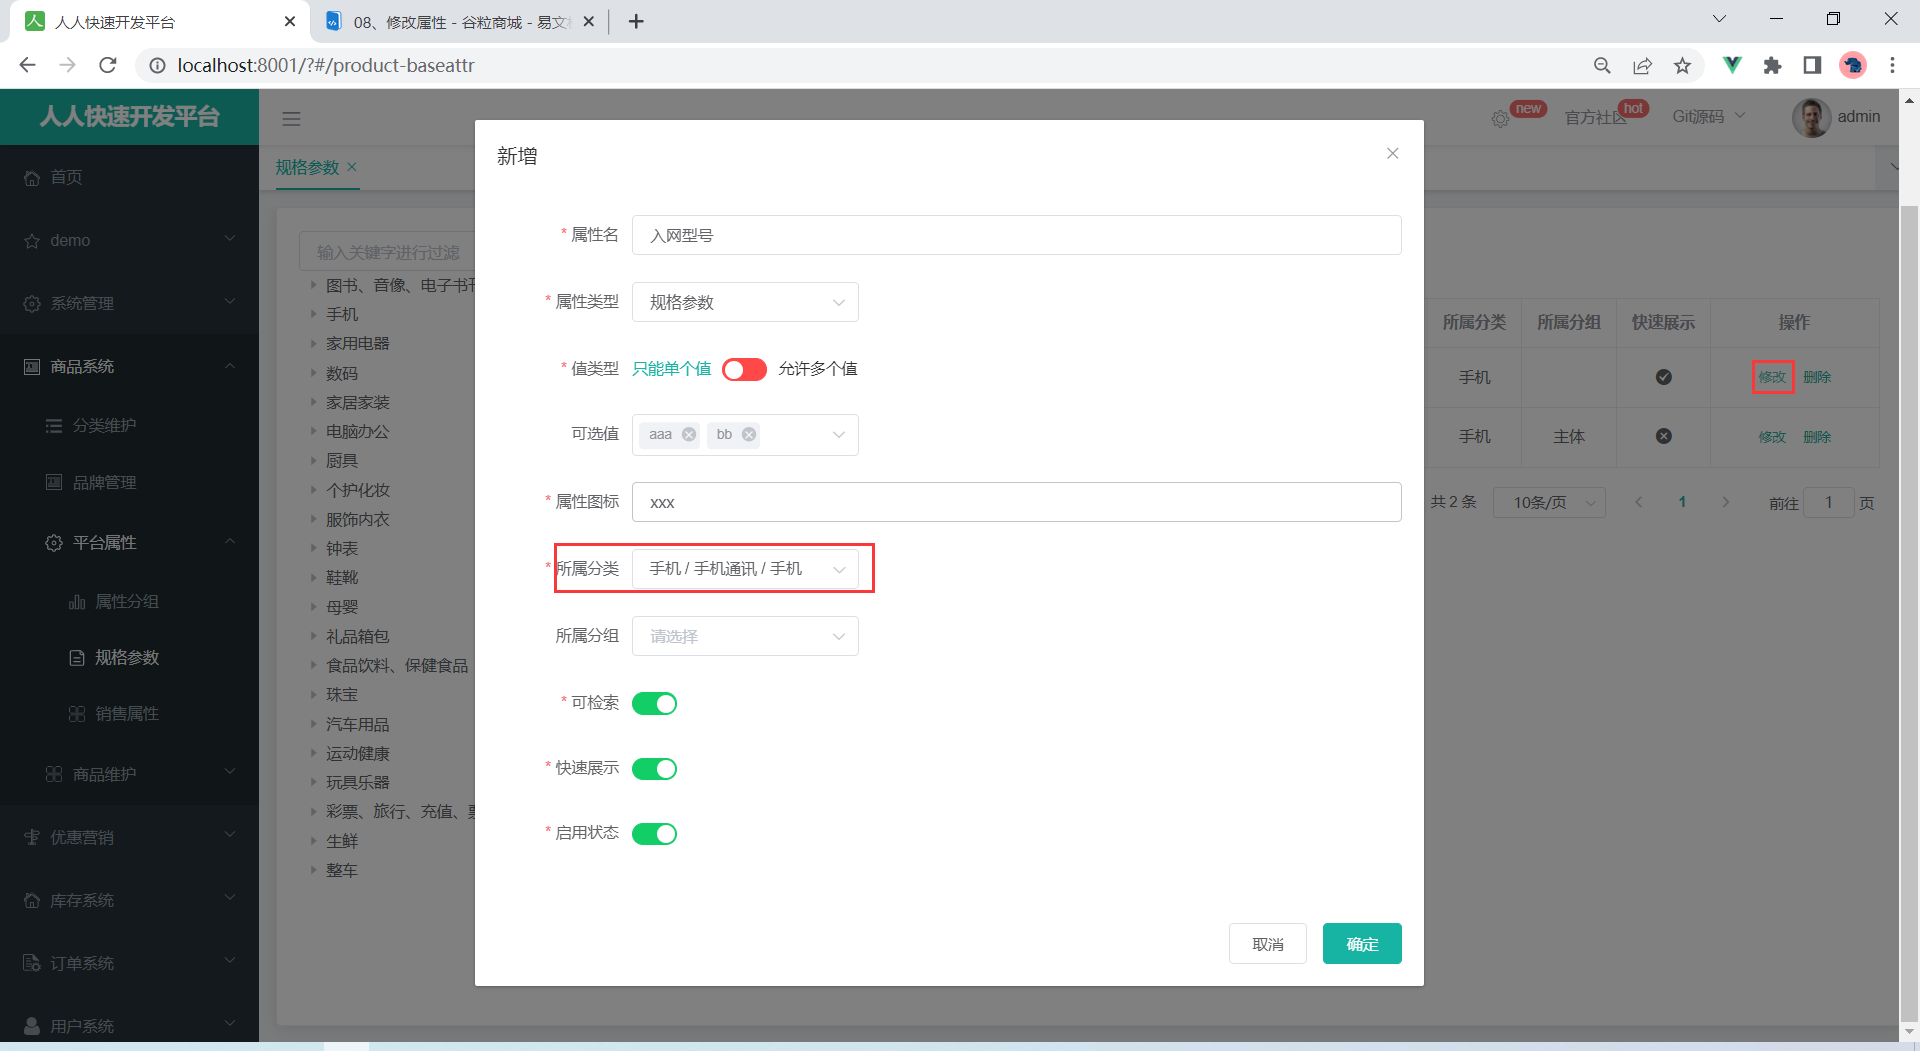 人人快速开发平台
08、修改属性 - 谷粒商城 - 易文
localhost:8001/?#/product-baseattr
人人快速开发平台
new
官方社区
hot
Git源码
admin
首页
demo
系统管理
商品系统
分类维护
品牌管理
平台属性
属性分组
规格参数
销售属性
商品维护
优惠营销
库存系统
订单系统
用户系统
规格参数
输入关键字进行过滤
图书、音像、电子书刊
手机
家用电器
数码
家居家装
电脑办公
厨具
个护化妆
服饰内衣
钟表
鞋靴
母婴
礼品箱包
食品饮料、保健食品
珠宝
汽车用品
运动健康
玩具乐器
彩票、旅行、充值、票
生鲜
整车
新增
* 属性名 入网型号
* 属性类型 规格参数
* 值类型 只能单个值 允许多个值
可选值 aaa bb
* 属性图标 xxx
* 所属分类 手机 / 手机通讯 / 手机
所属分组 请选择
* 可检索
* 快速展示
* 启用状态
取消 确定
所属分类 所属分组 快速展示 操作
手机 修改 删除
手机 主体 修改 删除
共 2 条 10条/页 1 前往 1 页